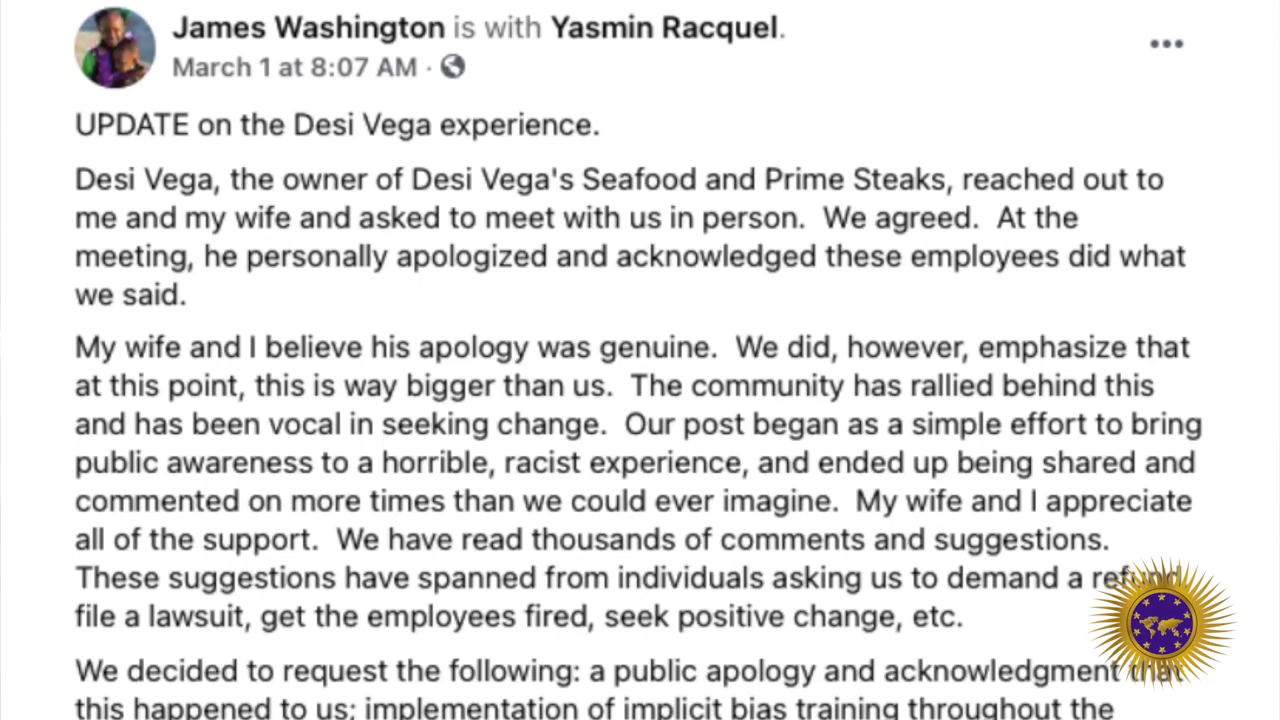 James Washington is with Yasmin Racquel.
March 1 at 8:07 AM ·
UPDATE on the Desi Vega experience.
Desi Vega, the owner of Desi Vega's Seafood and Prime Steaks, reached out to
me and my wife and asked to meet with us in person.  We agreed.  At the
meeting, he personally apologized and acknowledged these employees did what
we said.
My wife and I believe his apology was genuine.  We did, however, emphasize that
at this point, this is way bigger than us.  The community has rallied behind this
and has been vocal in seeking change.  Our post began as a simple effort to bring
public awareness to a horrible, racist experience, and ended up being shared and
commented on more times than we could ever imagine.  My wife and I appreciate
all of the support.  We have read thousands of comments and suggestions.
These suggestions have spanned from individuals asking us to demand a refund
file a lawsuit, get the employees fired, seek positive change, etc.
We decided to request the following: a public apology and acknowledgment that
this happened to us; implementation of implicit bias training throughout the